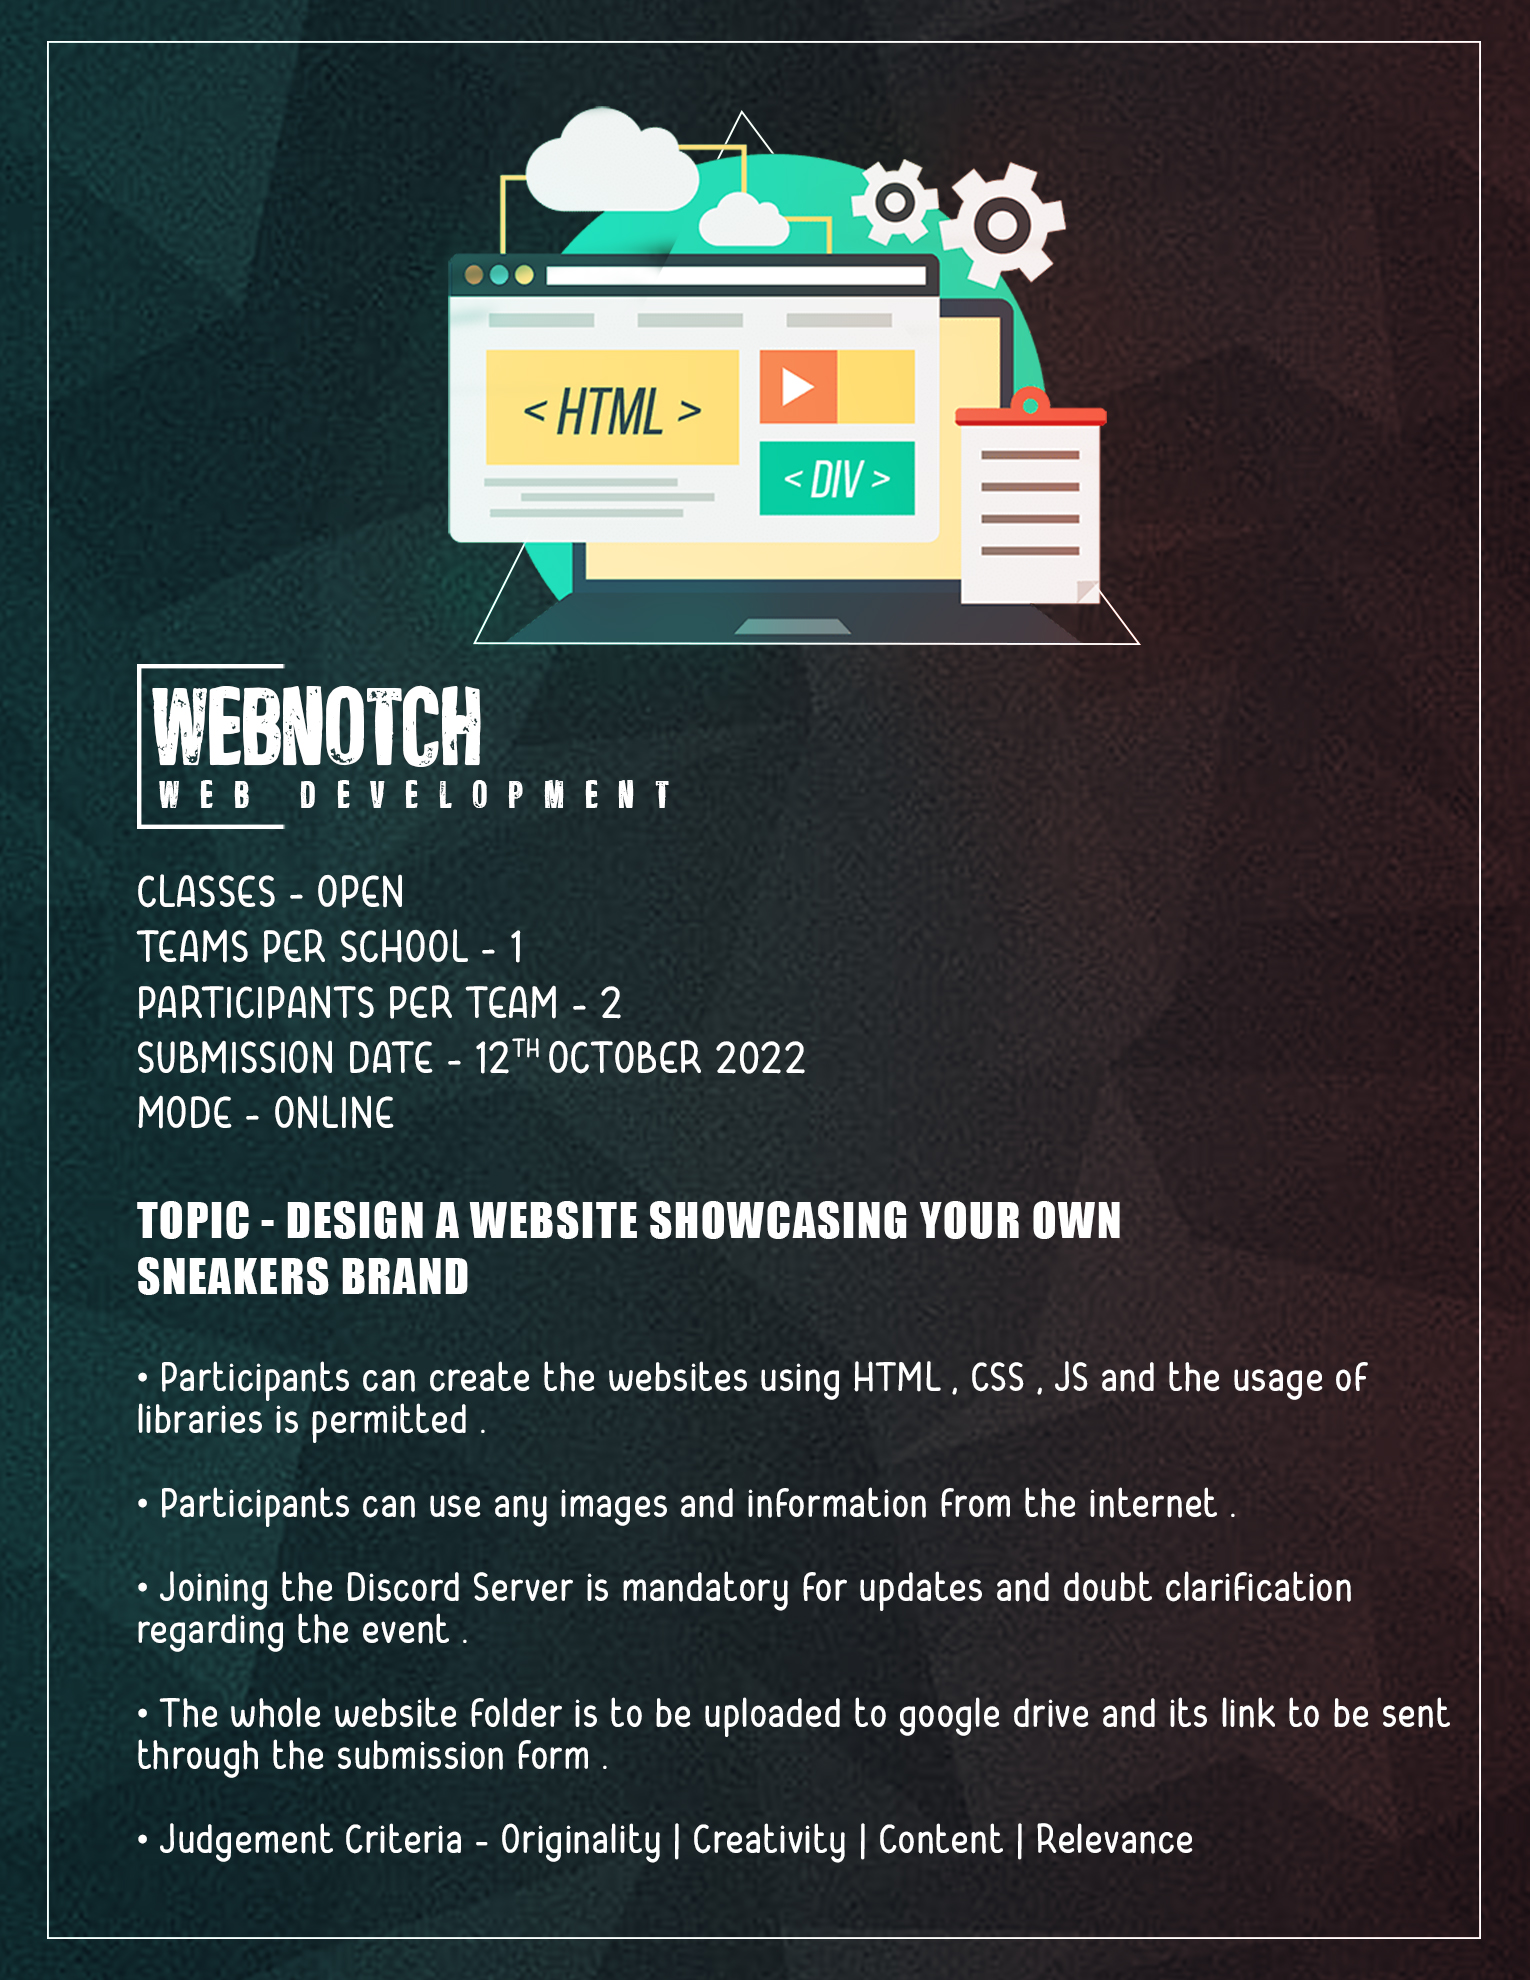 < HTML >
< DIV >
WEBNOTCH
WEB DEVELOPMENT
CLASSES - OPEN
TEAMS PER SCHOOL - 1
PARTICIPANTS PER TEAM - 2
SUBMISSION DATE - 12TH OCTOBER 2022
MODE - ONLINE
TOPIC - DESIGN A WEBSITE SHOWCASING YOUR OWN
SNEAKERS BRAND
• Participants can create the websites using HTML , CSS , JS and the usage of
libraries is permitted .
• Participants can use any images and information from the internet .
• Joining the Discord Server is mandatory for updates and doubt clarification
regarding the event .
• The whole website folder is to be uploaded to google drive and its link to be sent
through the submission form .
• Judgement Criteria - Originality | Creativity | Content | Relevance